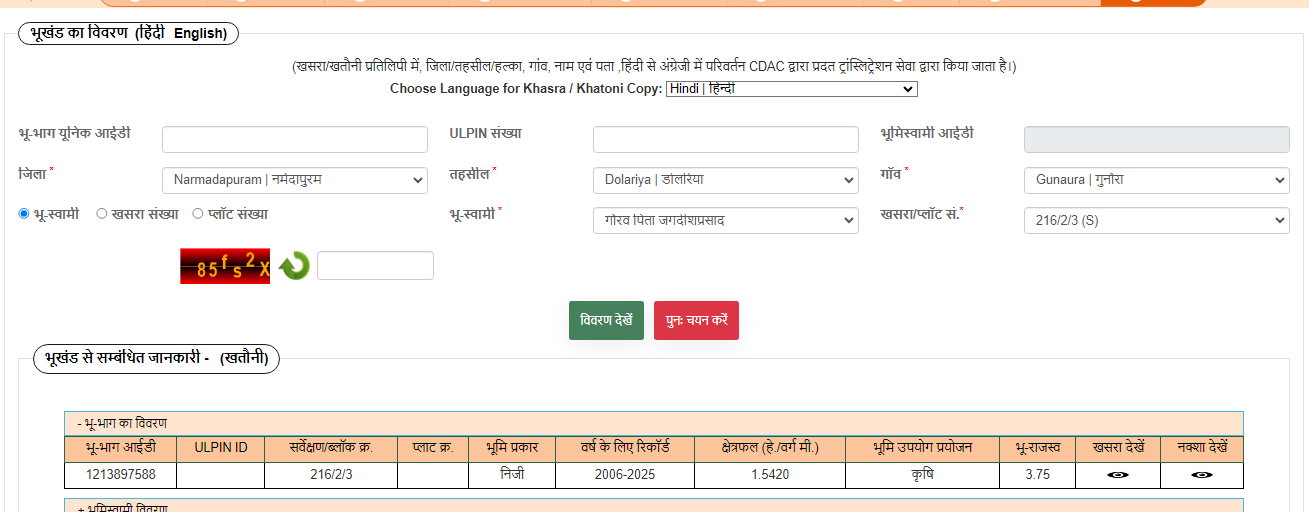 भूखंड का विवरण (हिंदी English)
(खसरा/खतौनी प्रतिलिपी में, जिला/तहसील/हल्का, गांव, नाम एवं पता ,हिंदी से अंग्रेजी में परिवर्तन CDAC द्वारा प्रदत ट्रांस्लिट्रेशन सेवा द्वारा किया जाता है।)
Choose Language for Khasra / Khatoni Copy: Hindi | हिन्दी
भू-भाग यूनिक आईडी ULPIN संख्या भूमिस्वामी आईडी
जिला * Narmadapuram | नर्मदापुरम तहसील * Dolariya | डोलरिया गाँव * Gunaura | गुनौरा
भू-स्वामी खसरा संख्या प्लॉट संख्या भू-स्वामी * गौरव पिता जगदीशप्रसाद खसरा/प्लॉट सं.* 216/2/3 (S)
85fs2X
विवरण देखें पुनः चयन करें
भूखंड से सम्बंधित जानकारी - (खतौनी)
- भू-भाग का विवरण
भू-भाग आईडी ULPIN ID सर्वेक्षण/ब्लॉक क्र. प्लाट क्र. भूमि प्रकार वर्ष के लिए रिकॉर्ड क्षेत्रफल (हे./वर्ग मी.) भूमि उपयोग प्रयोजन भू-राजस्व खसरा देखें नक्शा देखें
1213897588 216/2/3 निजी 2006-2025 1.5420 कृषि 3.75
+ भूमिस्वामी विवरण